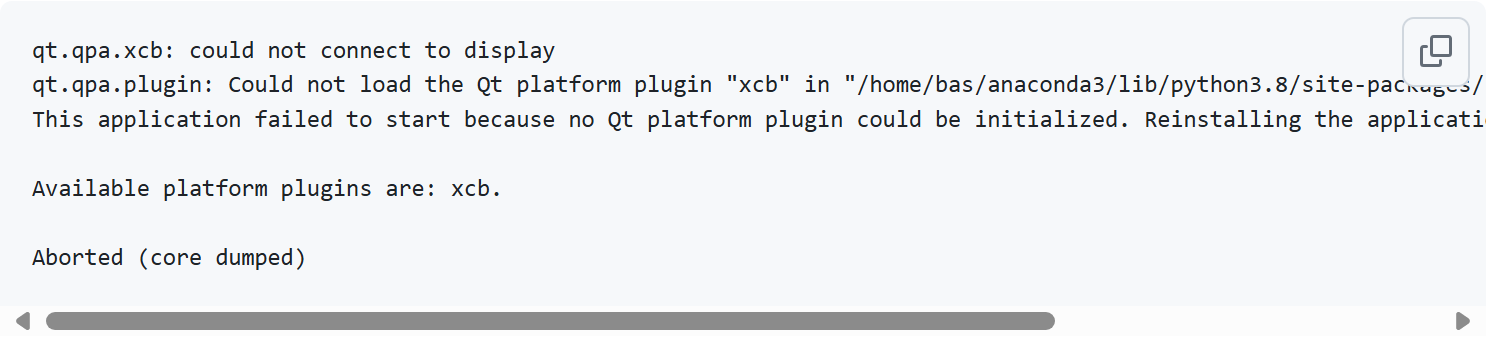 qt.qpa.xcb: could not connect to display
qt.qpa.plugin: Could not load the Qt platform plugin "xcb" in "/home/bas/anaconda3/lib/python3.8/site-packages/
This application failed to start because no Qt platform plugin could be initialized. Reinstalling the applicati
Available platform plugins are: xcb.
Aborted (core dumped)